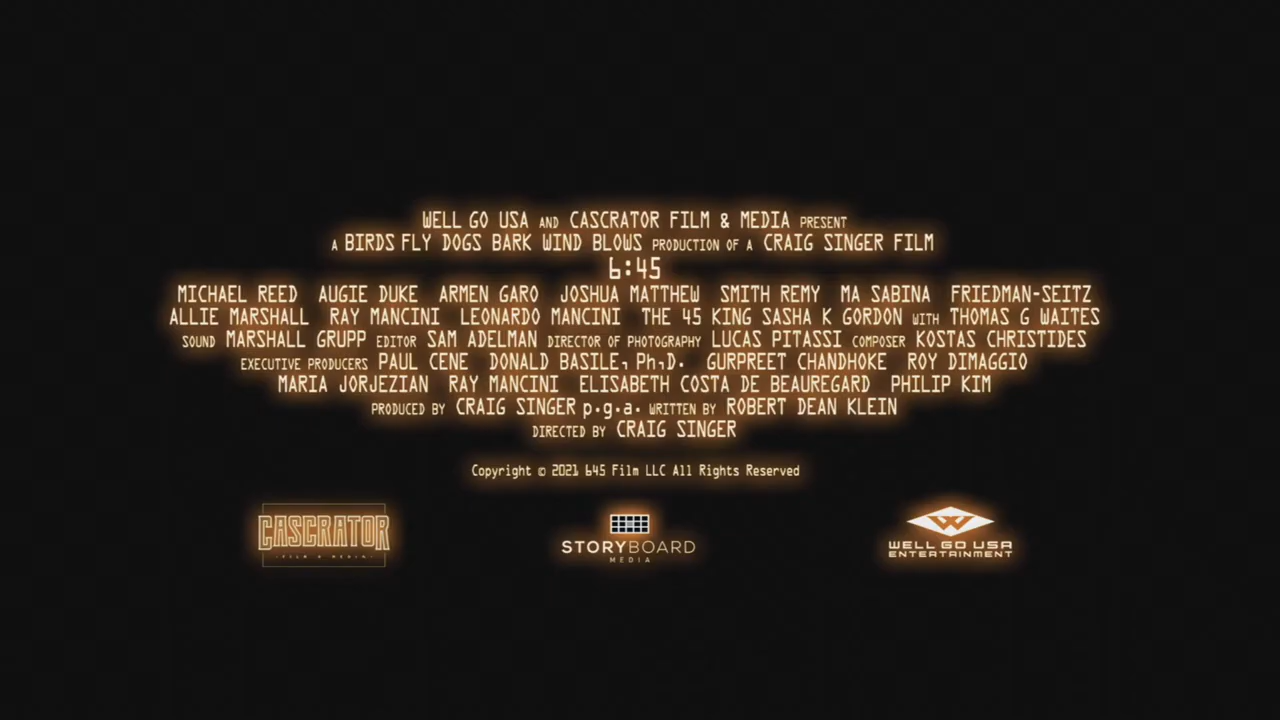 WELL GO USA AND CASCRATOR FILM & MEDIA PRESENT
A BIRDS FLY DOGS BARK WIND BLOWS PRODUCTION OF A CRAIG SINGER FILM
6:45
MICHAEL REED AUGIE DUKE ARMEN GARO JOSHUA MATTHEW SMITH REMY MA SABINA FRIEDMAN-SEITZ
ALLIE MARSHALL RAY MANCINI LEONARDO MANCINI THE 45 KING SASHA K GORDON WITH THOMAS G WAITES
SOUND MARSHALL GRUPP EDITOR SAM ADELMAN DIRECTOR OF PHOTOGRAPHY LUCAS PITASSI COMPOSER KOSTAS CHRISTIDES
EXECUTIVE PRODUCERS PAUL CENE DONALD BASILE, Ph,D. GURPREET CHANDHOKE ROY DIMAGGIO
MARIA JORJEZIAN RAY MANCINI ELISABETH COSTA DE BEAUREGARD PHILIP KIM
PRODUCED BY CRAIG SINGER p.g.a. WRITTEN BY ROBERT DEAN KLEIN
DIRECTED BY CRAIG SINGER
Copyright © 2021 645 Film LLC All Rights Reserved
CASCRATOR
FILM & MEDIA
STORYBOARD
MEDIA
WELL GO USA
ENTERTAINMENT